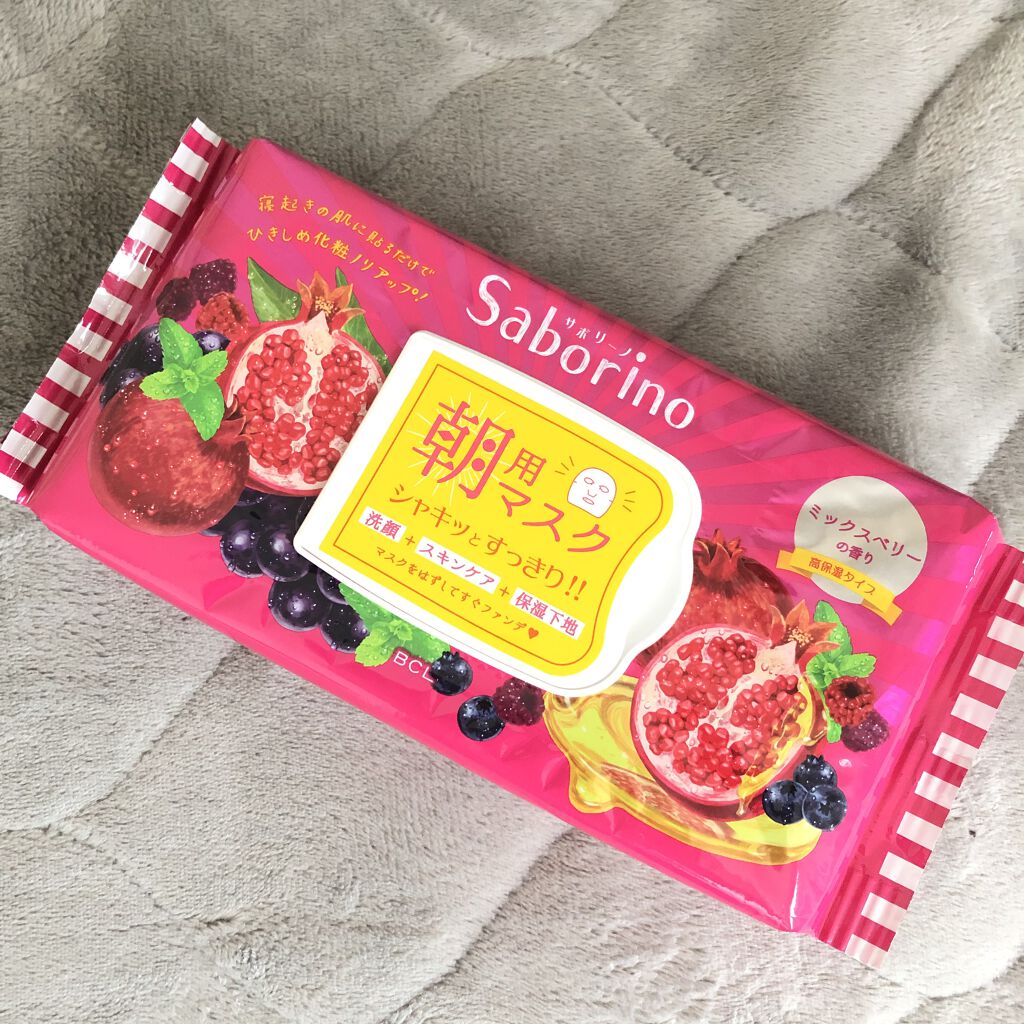 寝起きの肌に貼るだけで
ひきしめ化粧ノリアップ!
Saborino
サボリーノ
朝用マスク
シャキッとすっきり!!
洗顔+スキンケア+保湿下地
マスクをはずしてすぐファンデ♥
ミックスベリー
の香り
高保湿タイプ
BCL